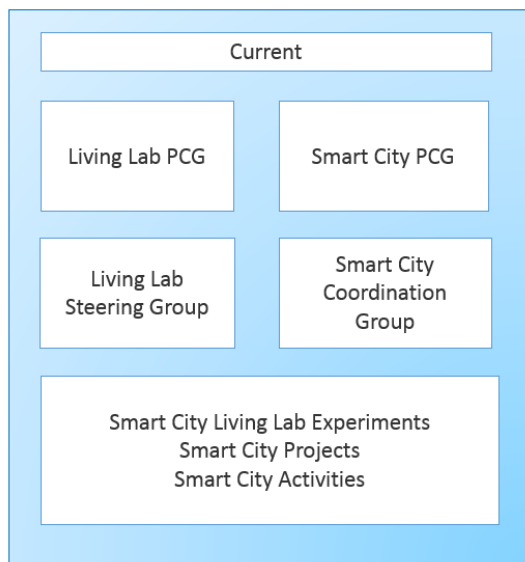 Current
Living Lab PCG
Smart City PCG
Living Lab
Steering Group
Smart City
Coordination
Group
Smart City Living Lab Experiments
Smart City Projects
Smart City Activities